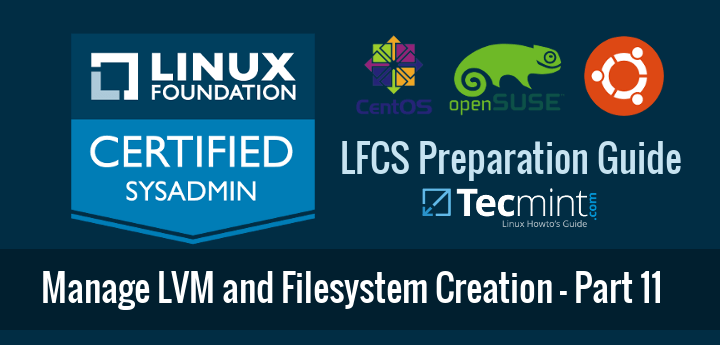 LINUX
FOUNDATION
CERTIFIED
SYSADMIN
CentOS
openSUSE
LFCS Preparation Guide
Tecmint.com
Linux Howto's Guide
Manage LVM and Filesystem Creation - Part 11